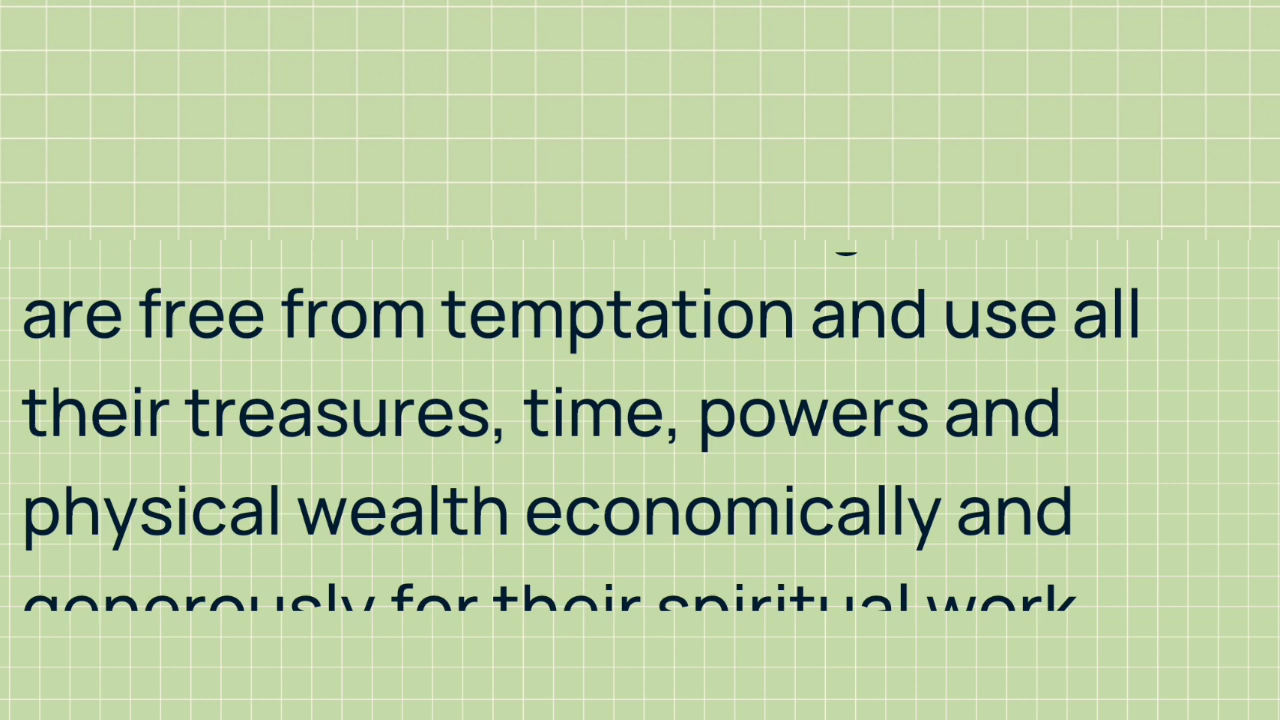 are free from temptation and use all
their treasures, time, powers and
physical wealth economically and
generously for their spiritual work